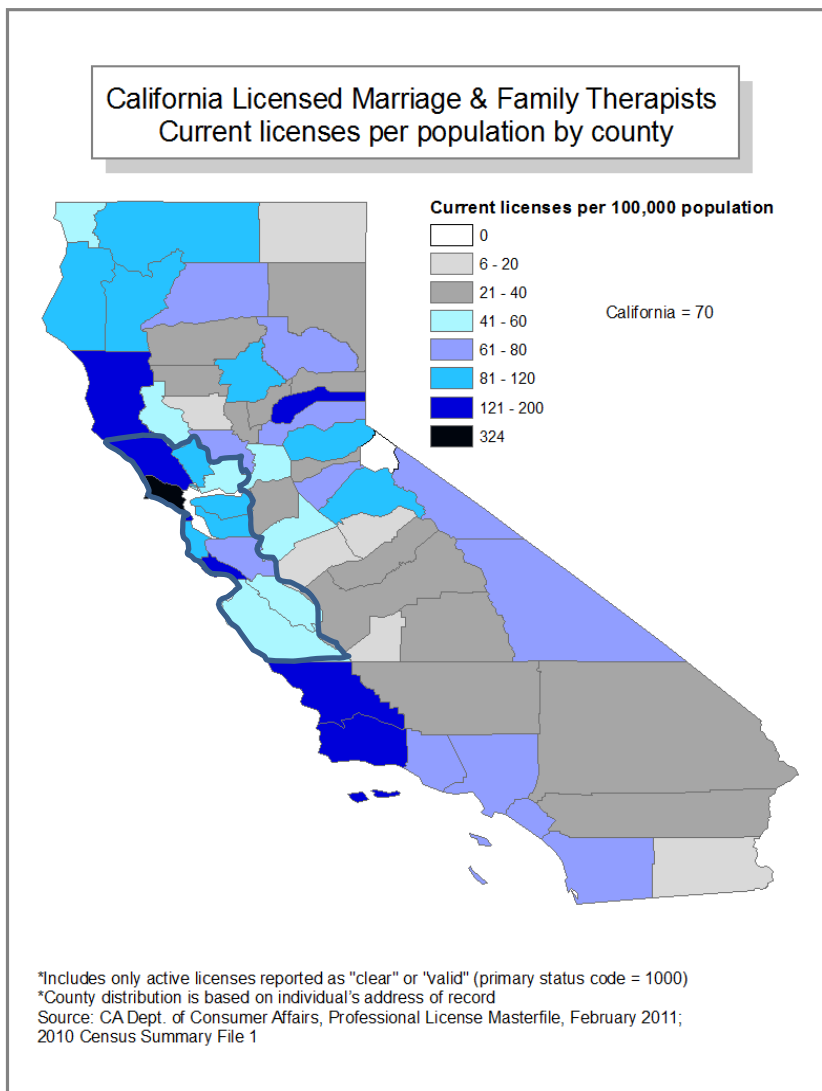 California Licensed Marriage & Family Therapists
Current licenses per population by county
Current licenses per 100,000 population
0
6 - 20
21 - 40
41 - 60
61 - 80
81 - 120
121 - 200
324
California = 70
*Includes only active licenses reported as "clear" or "valid" (primary status code = 1000)
*County distribution is based on individual's address of record
Source: CA Dept. of Consumer Affairs, Professional License Masterfile, February 2011;
2010 Census Summary File 1